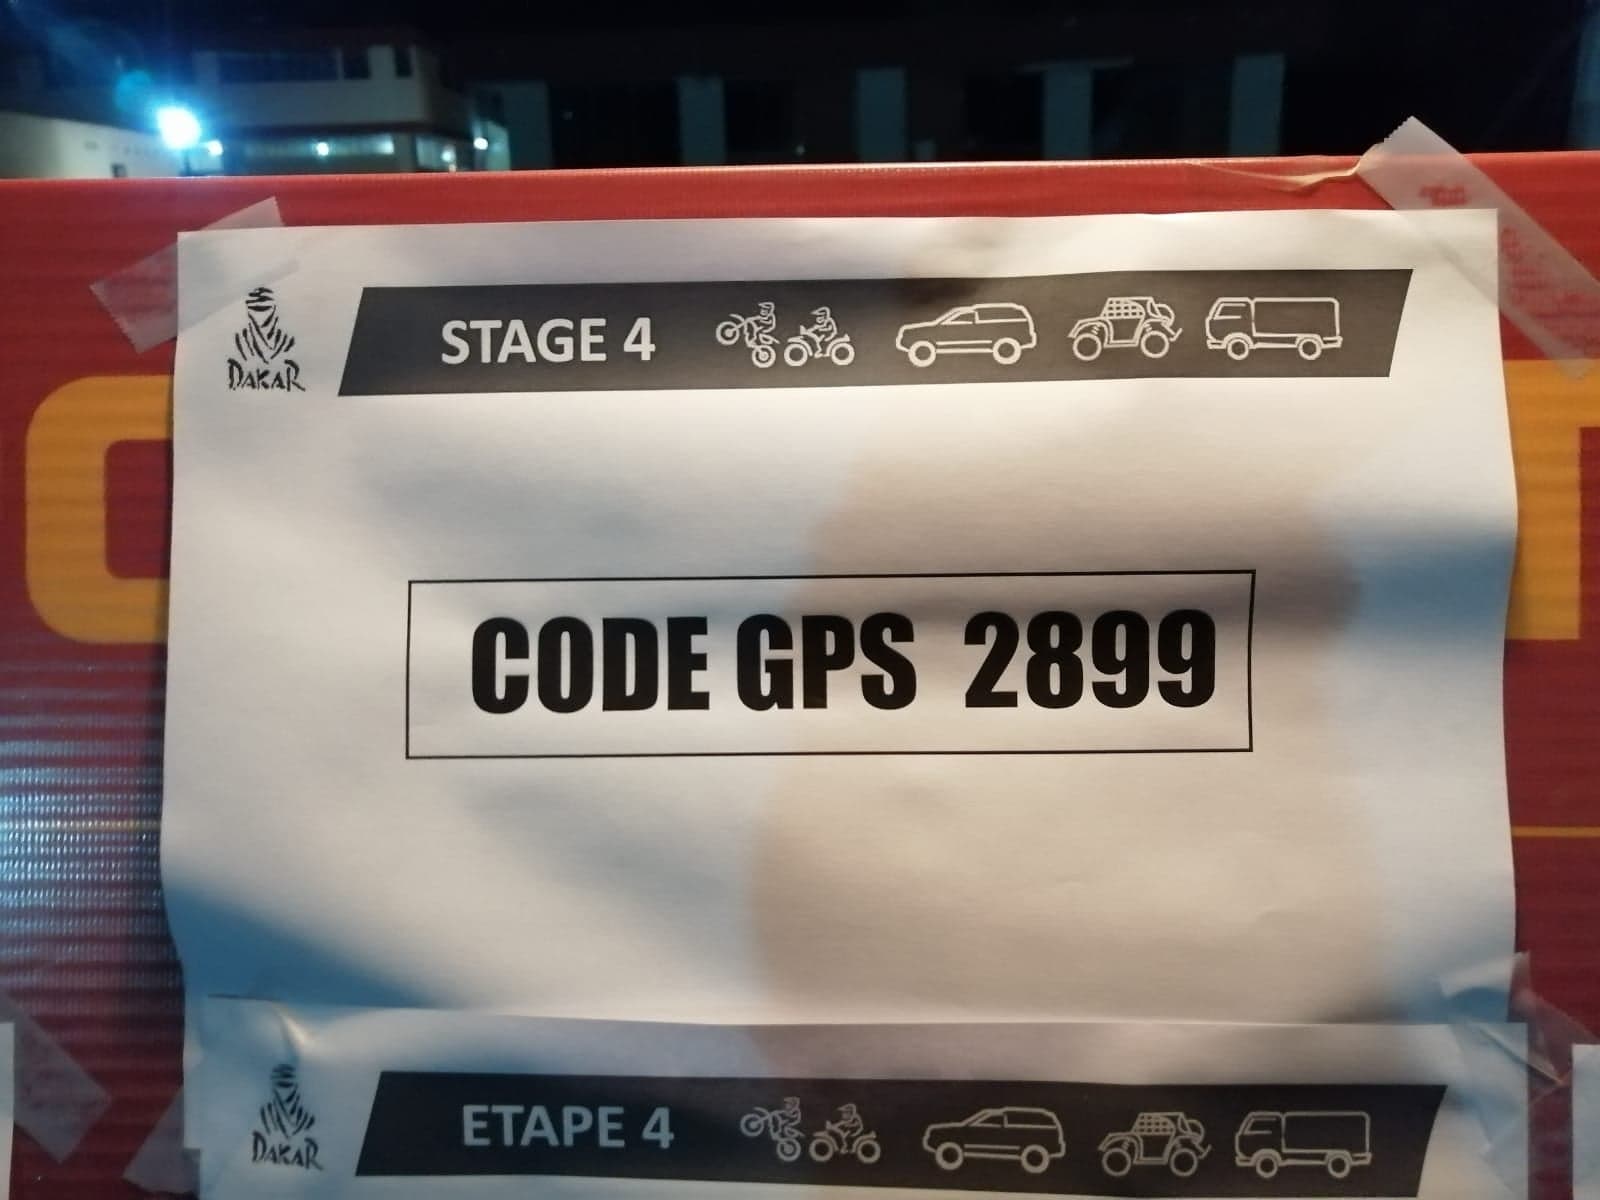 DAKAR
STAGE 4
CODE GPS 2899
DAKAR
ETAPE 4